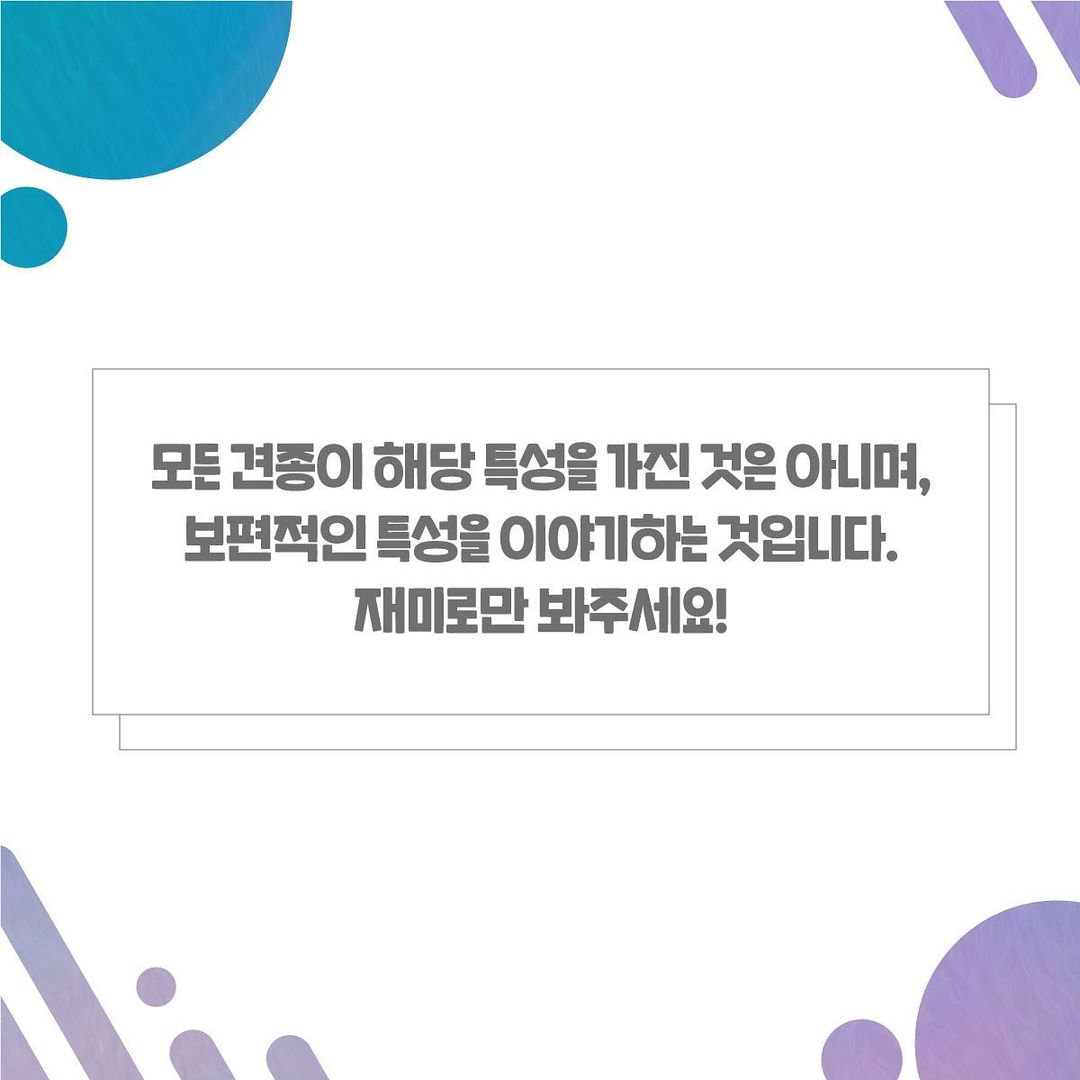 모든 견종이 해당 특성을 가진 것은 아니며,
보편적인 특성을 이야기하는 것입니다.
재미로만 봐주세요!